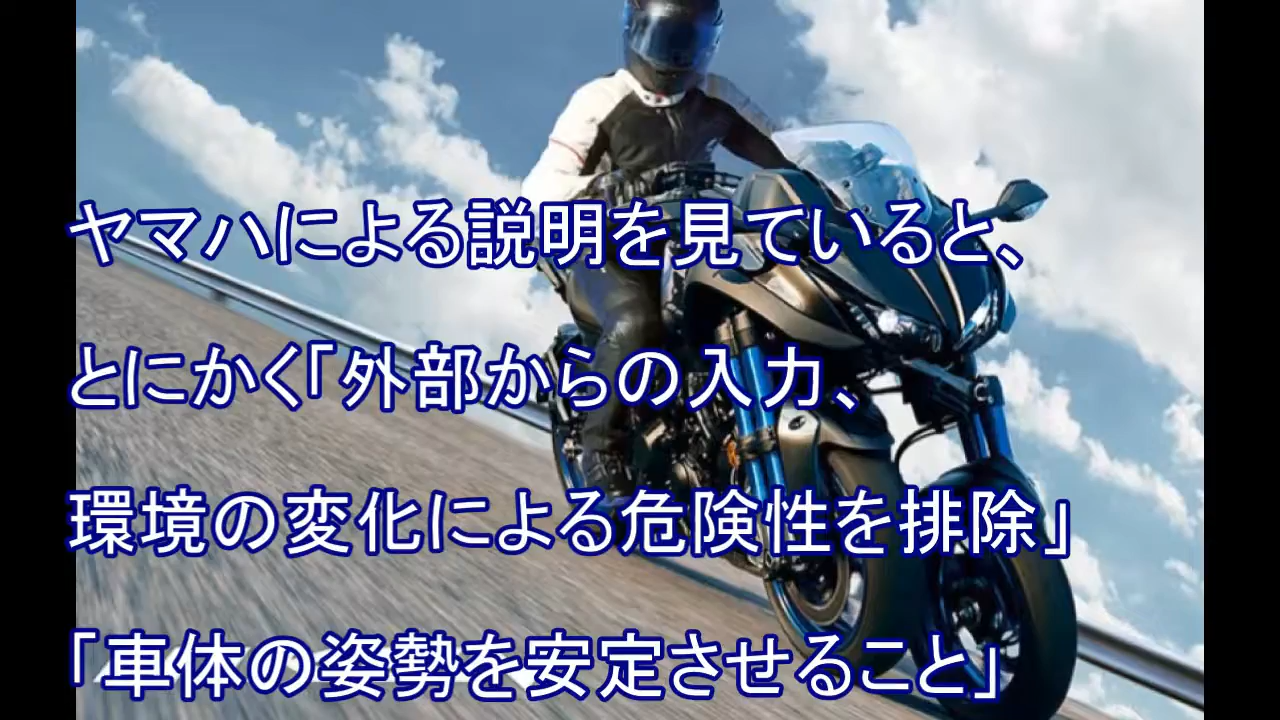 ヤマハによる説明を見ていると、
とにかく「外部からの入力、
環境の変化による危険性を排除」
「車体の姿勢を安定させること」